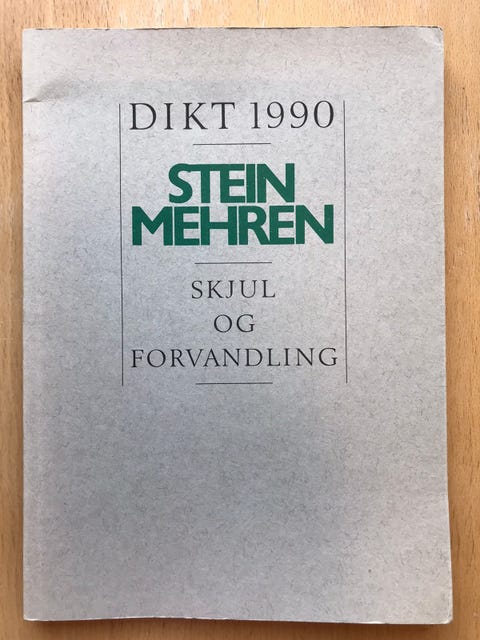 DIKT 1990
STEIN
MEHREN
SKJUL
OG
FORVANDLING